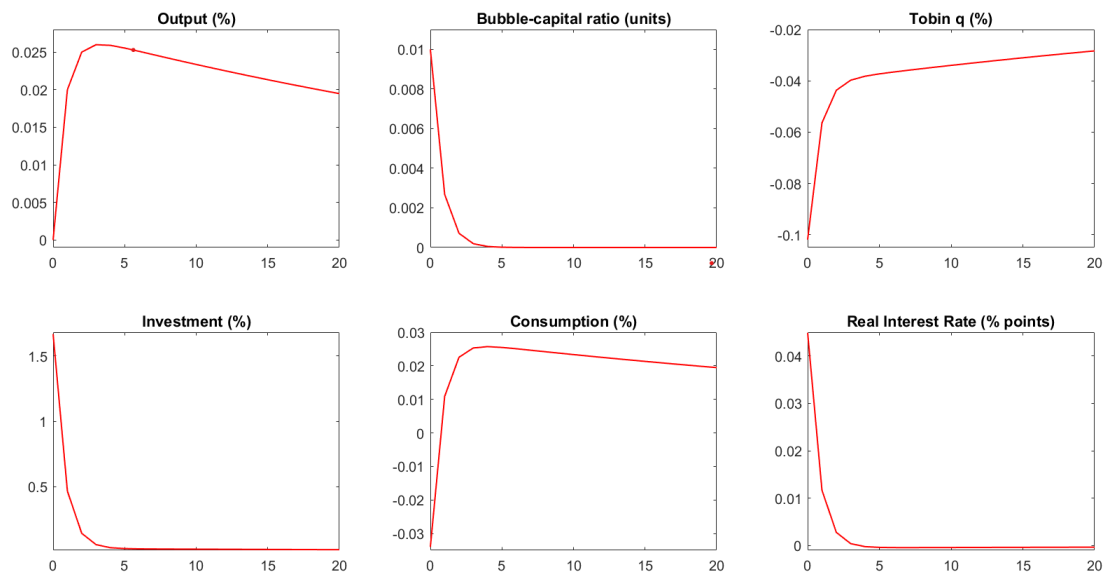 Output (%)
0.025
0.02
0.015
0.01
0.005
0
0 5 10 15 20
Bubble-capital ratio (units)
0.01
0.008
0.006
0.004
0.002
0
0 5 10 15 20
Tobin q (%)
-0.02
-0.04
-0.06
-0.08
-0.1
0 5 10 15 20
Investment (%)
1.5
1
0.5
0 5 10 15 20
Consumption (%)
0.03
0.02
0.01
0
-0.01
-0.02
-0.03
0 5 10 15 20
Real Interest Rate (% points)
0.04
0.03
0.02
0.01
0
0 5 10 15 20